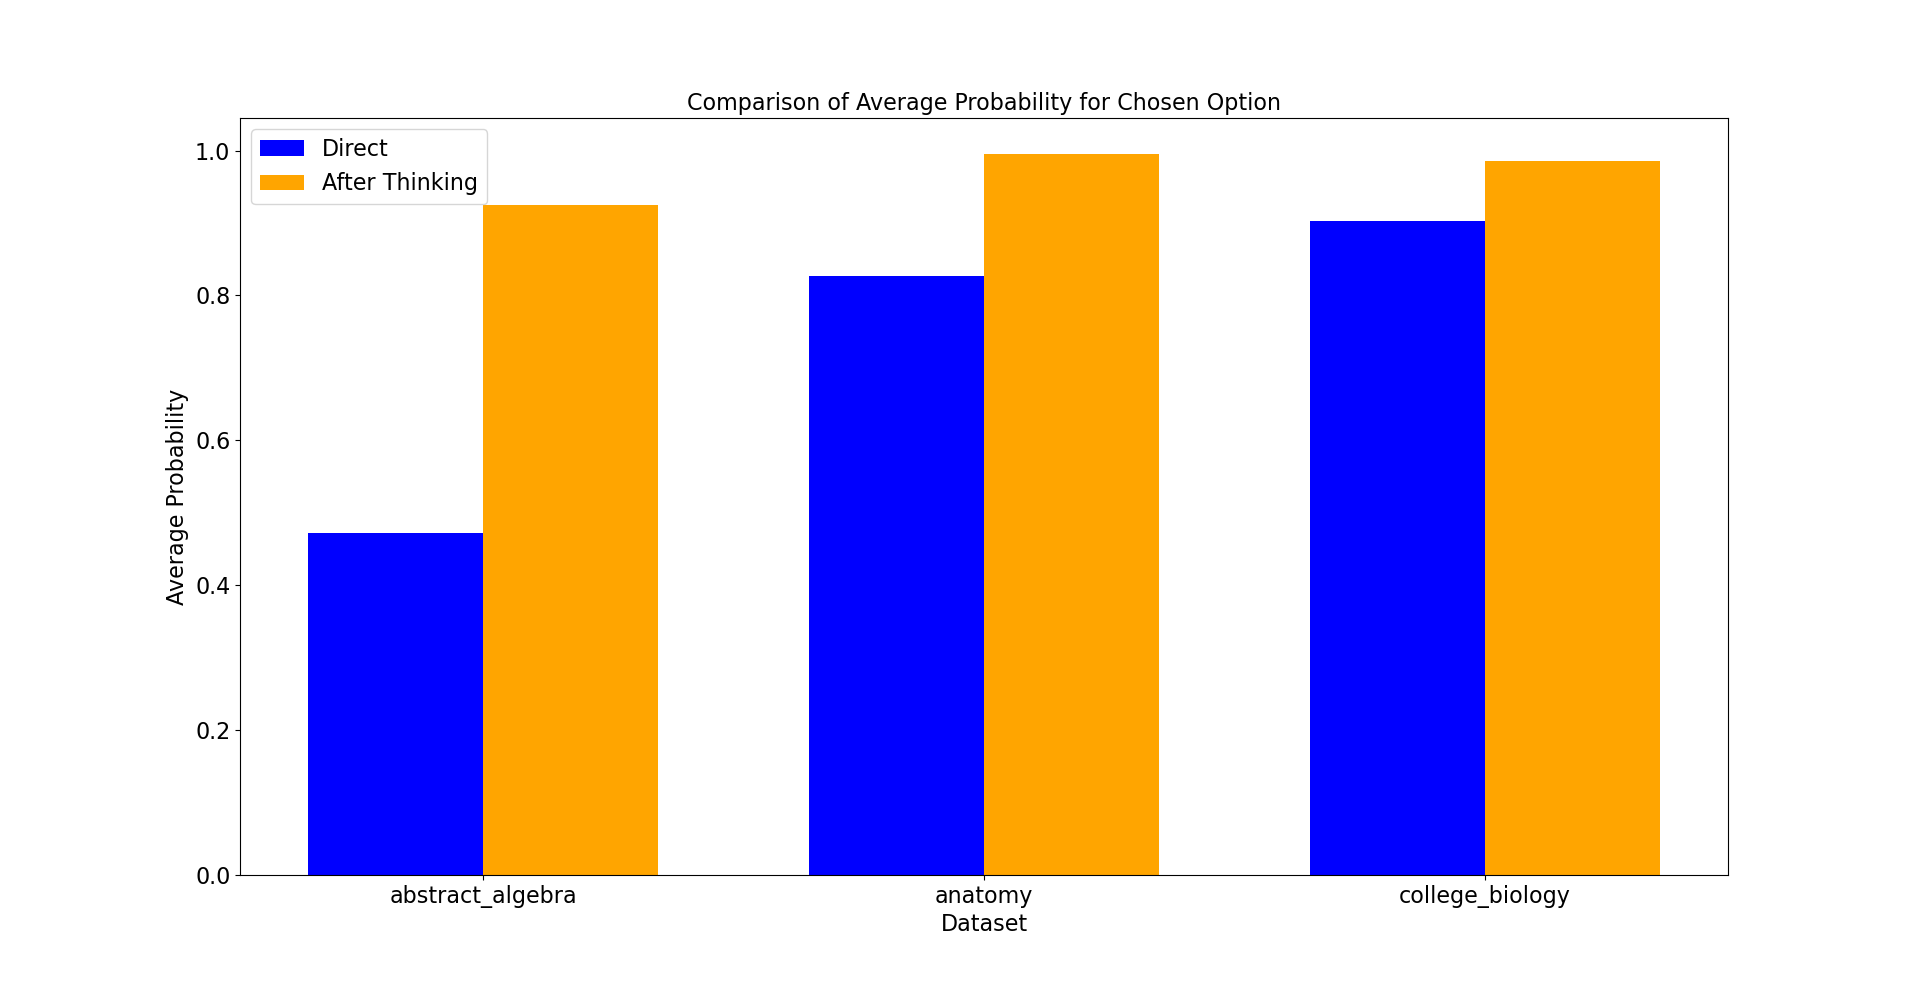 Comparison of Average Probability for Chosen Option
Direct
After Thinking
Average Probability
1.0
0.8
0.6
0.4
0.2
0.0
abstract_algebra
anatomy
college_biology
Dataset